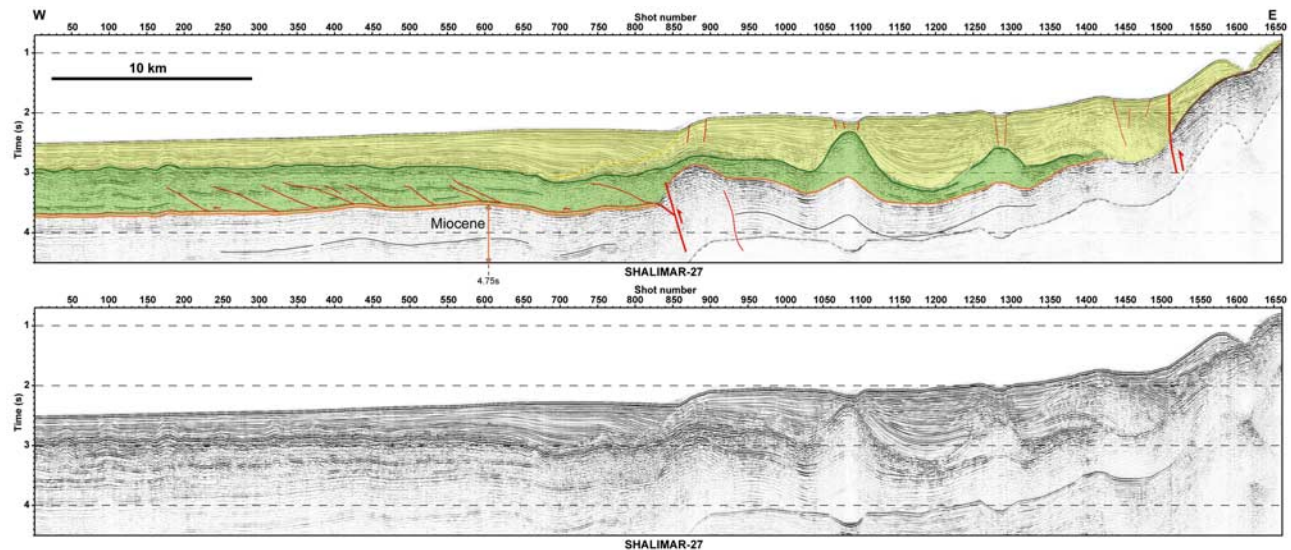 W Shot number E
50 100 150 200 250 300 350 400 450 500 550 600 650 700 750 800 850 900 950 1000 1050 1100 1150 1200 1250 1300 1350 1400 1450 1500 1550 1600 1650
1
10 km
2
Time (s)
3
Miocene
4
SHALIMAR-27
4.75s
Shot number
50 100 150 200 250 300 350 400 450 500 550 600 650 700 750 800 850 900 950 1000 1050 1100 1150 1200 1250 1300 1350 1400 1450 1500 1550 1600 1650
1
2
Time (s)
3
4
SHALIMAR-27